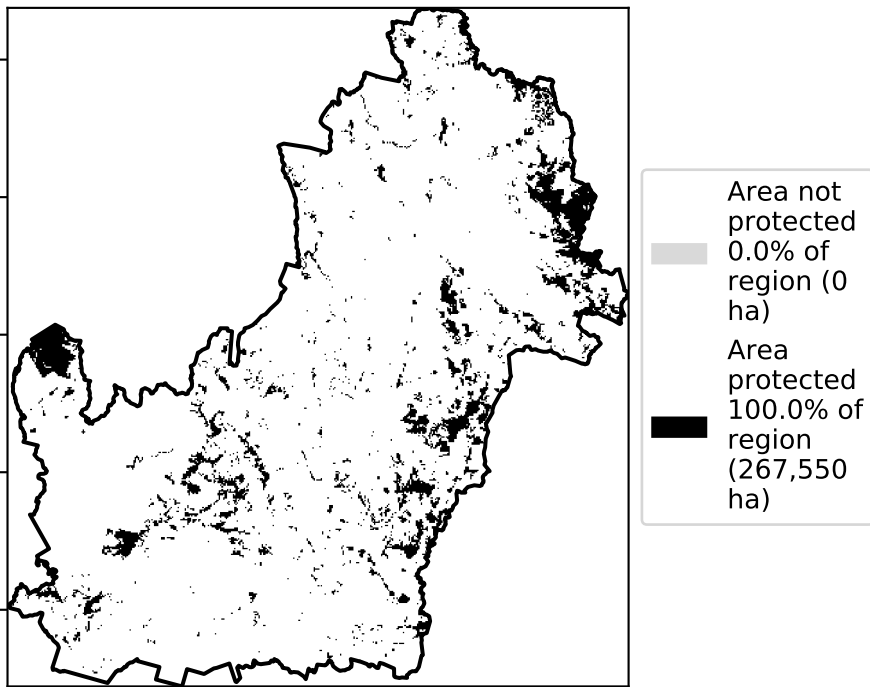 Area not
protected
0.0% of
region (0
ha)
Area
protected
100.0% of
region
(267,550
ha)